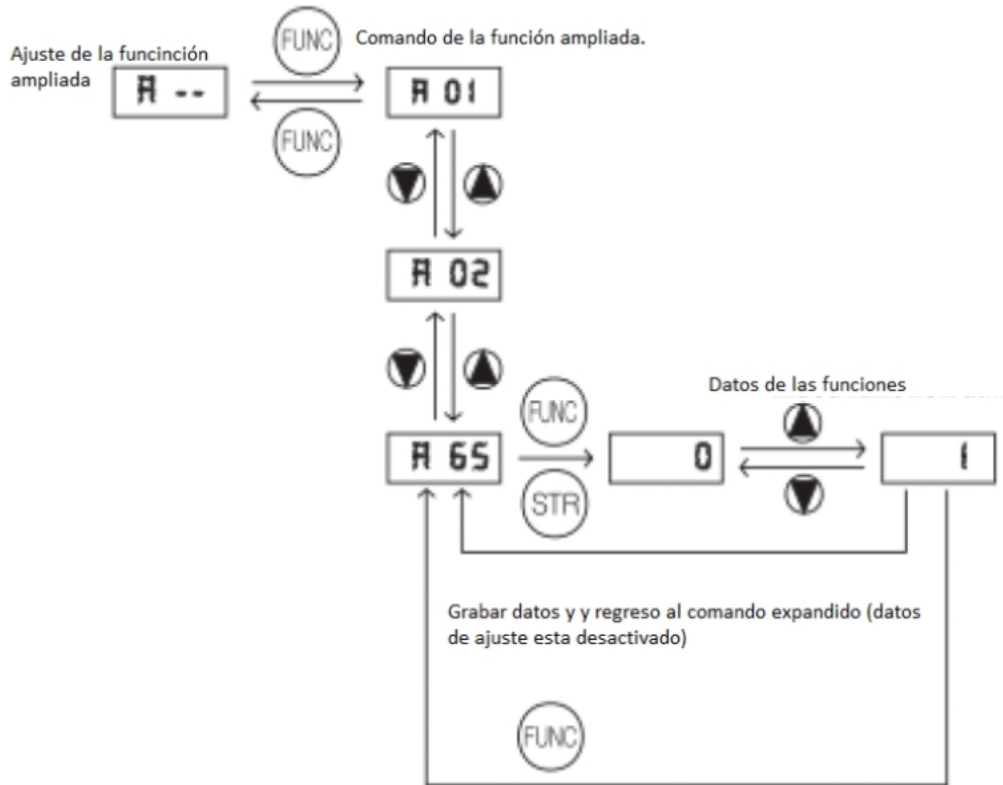 FUNC
Comando de la función ampliada.
Ajuste de la funcinción
ampliada
A --
A 01
FUNC
A 02
Datos de las funciones
FUNC
A 65
0
1
STR
Grabar datos y y regreso al comando expandido (datos
de ajuste esta desactivado)
FUNC